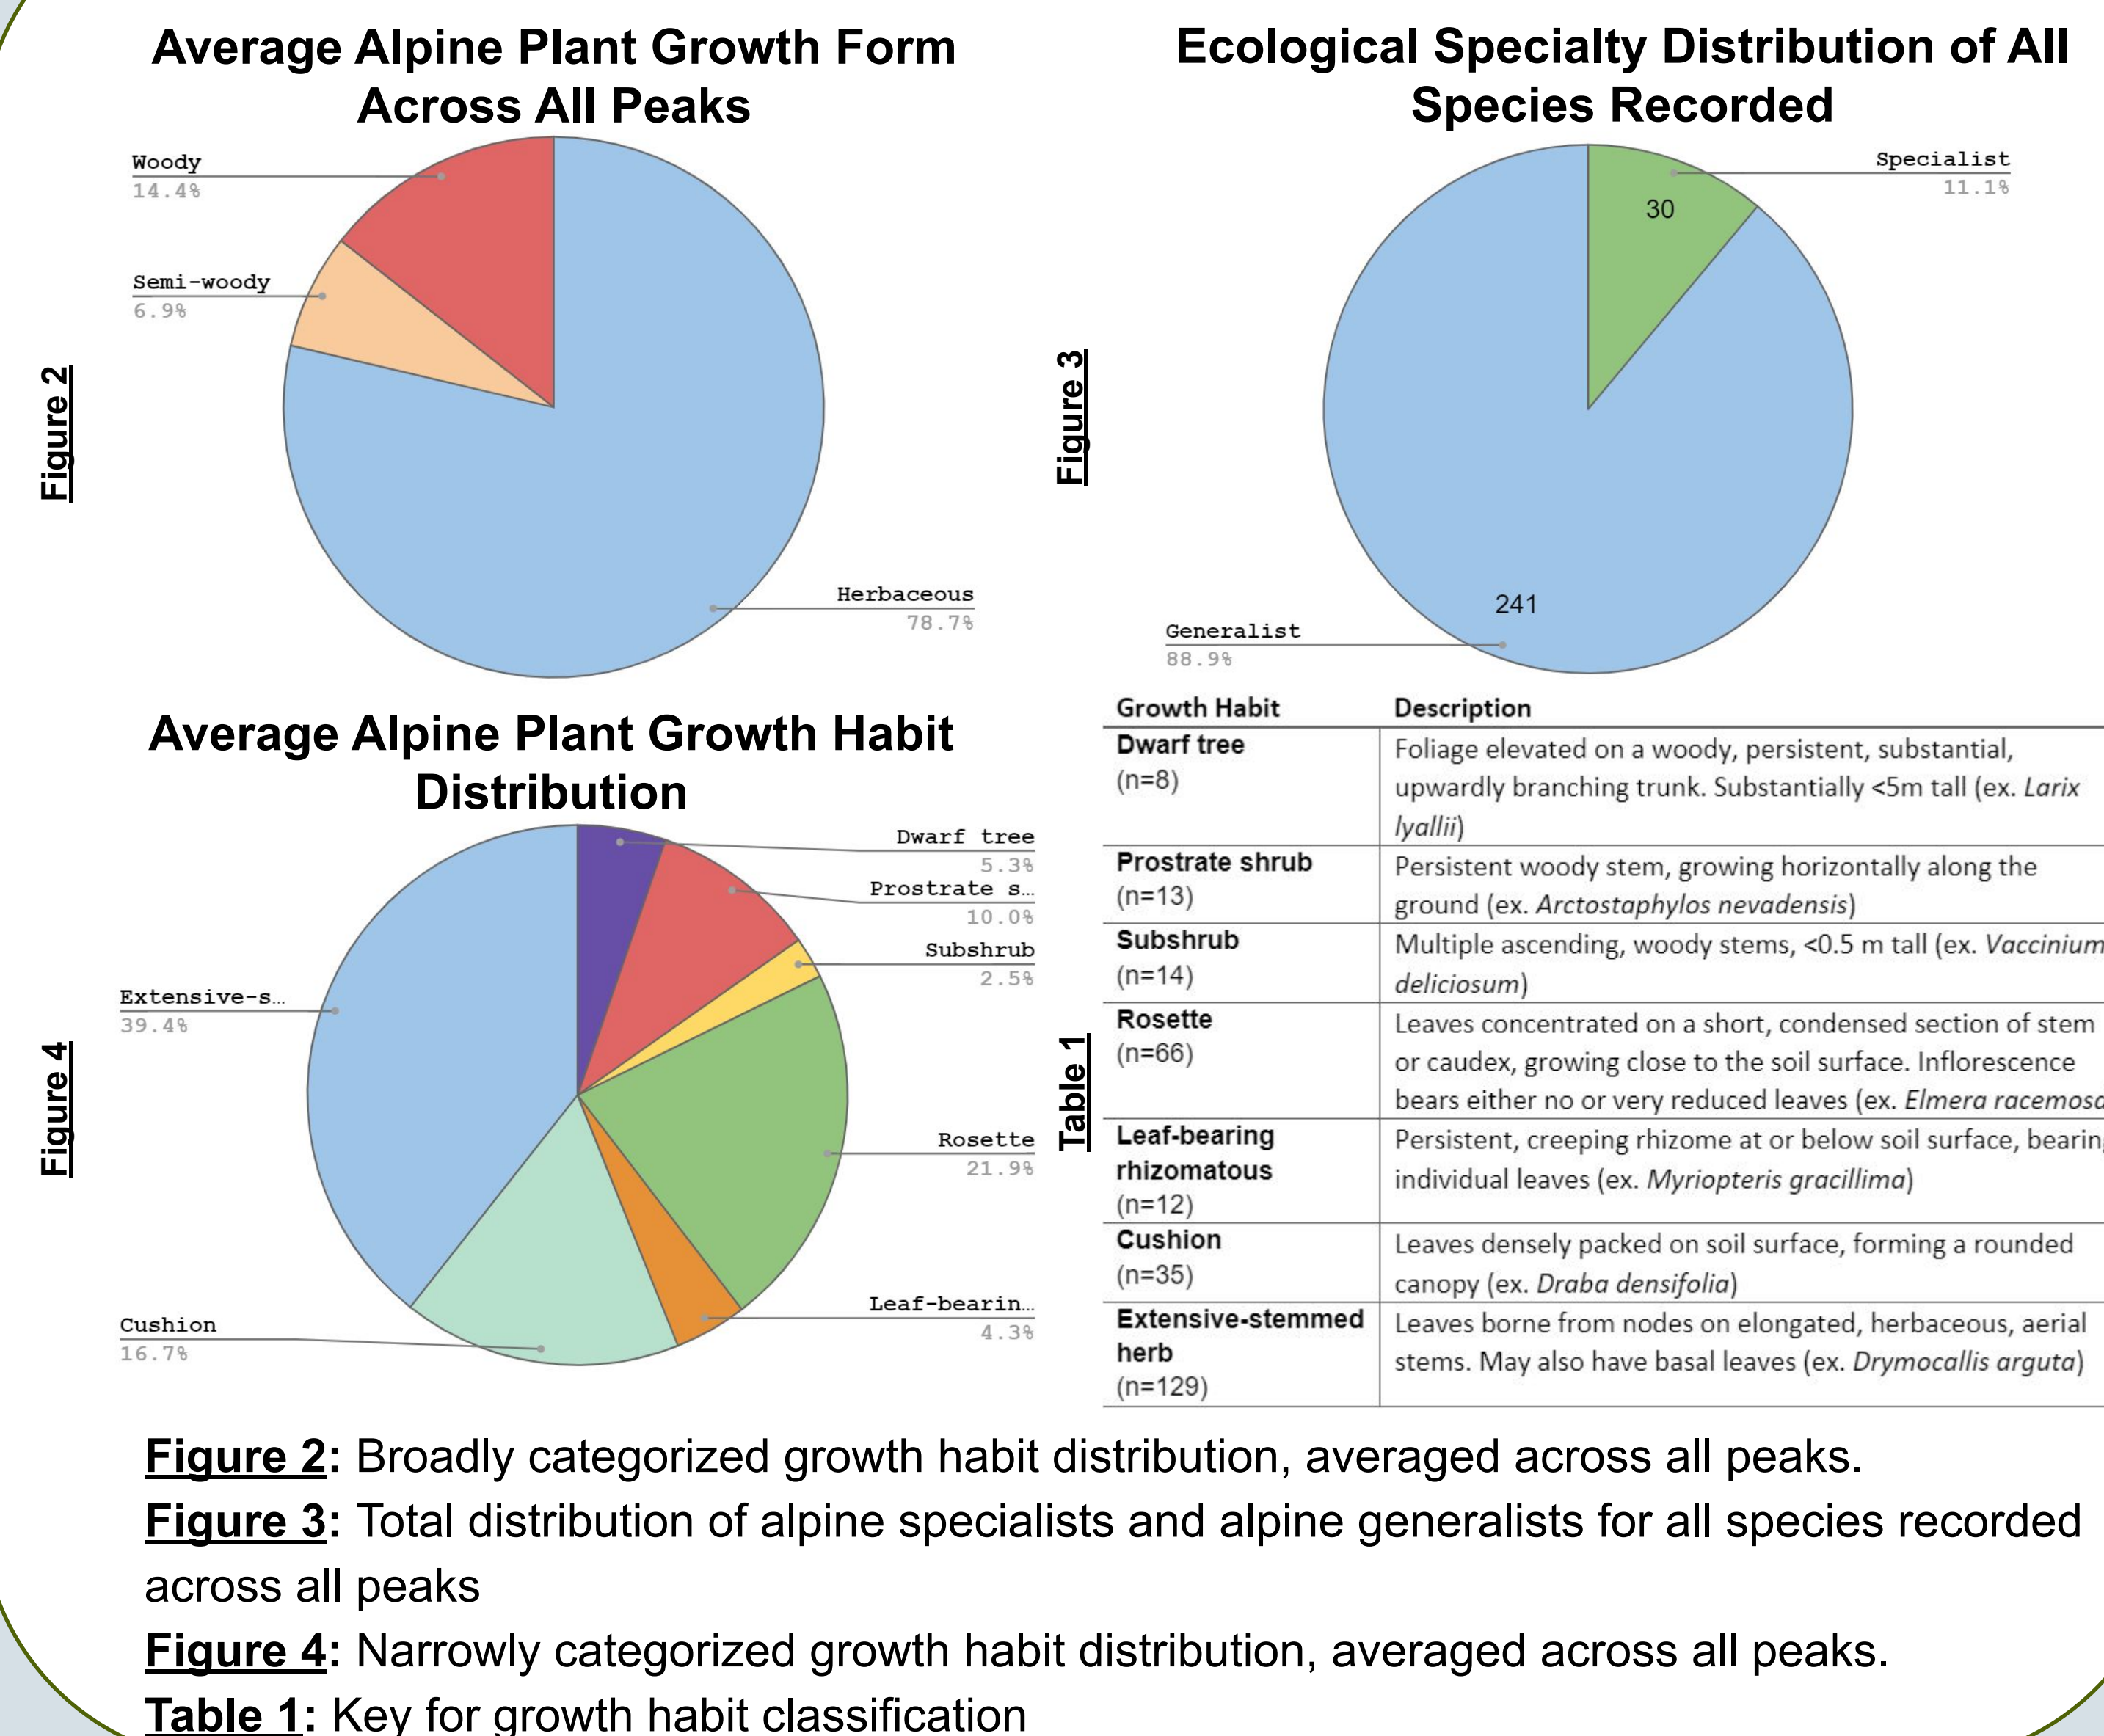 Average Alpine Plant Growth Form
Across All Peaks
Woody
14.4%
Semi-woody
6.9%
Herbaceous
78.7%
Figure 2
Ecological Specialty Distribution of All
Species Recorded
Specialist
11.1%
30
241
Generalist
88.9%
Figure 3
Average Alpine Plant Growth Habit
Distribution
Dwarf tree
5.3%
Prostrate s…
10.0%
Subshrub
2.5%
Extensive-s…
39.4%
Rosette
21.9%
Leaf-bearin…
4.3%
Cushion
16.7%
Figure 4
Growth Habit Description
Dwarf tree
(n=8)
Foliage elevated on a woody, persistent, substantial,
upwardly branching trunk. Substantially <5m tall (ex. Larix
lyallii)
Prostrate shrub
(n=13)
Persistent woody stem, growing horizontally along the
ground (ex. Arctostaphylos nevadensis)
Subshrub
(n=14)
Multiple ascending, woody stems, <0.5 m tall (ex. Vaccinium
deliciosum)
Rosette
(n=66)
Leaves concentrated on a short, condensed section of stem
or caudex, growing close to the soil surface. Inflorescence
bears either no or very reduced leaves (ex. Elmera racemosa
Leaf-bearing
rhizomatous
(n=12)
Persistent, creeping rhizome at or below soil surface, bearing
individual leaves (ex. Myriopteris gracillima)
Cushion
(n=35)
Leaves densely packed on soil surface, forming a rounded
canopy (ex. Draba densifolia)
Extensive-stemmed
herb
(n=129)
Leaves borne from nodes on elongated, herbaceous, aerial
stems. May also have basal leaves (ex. Drymocallis arguta)
Table 1
Figure 2: Broadly categorized growth habit distribution, averaged across all peaks.
Figure 3: Total distribution of alpine specialists and alpine generalists for all species recorded
across all peaks
Figure 4: Narrowly categorized growth habit distribution, averaged across all peaks.
Table 1: Key for growth habit classification